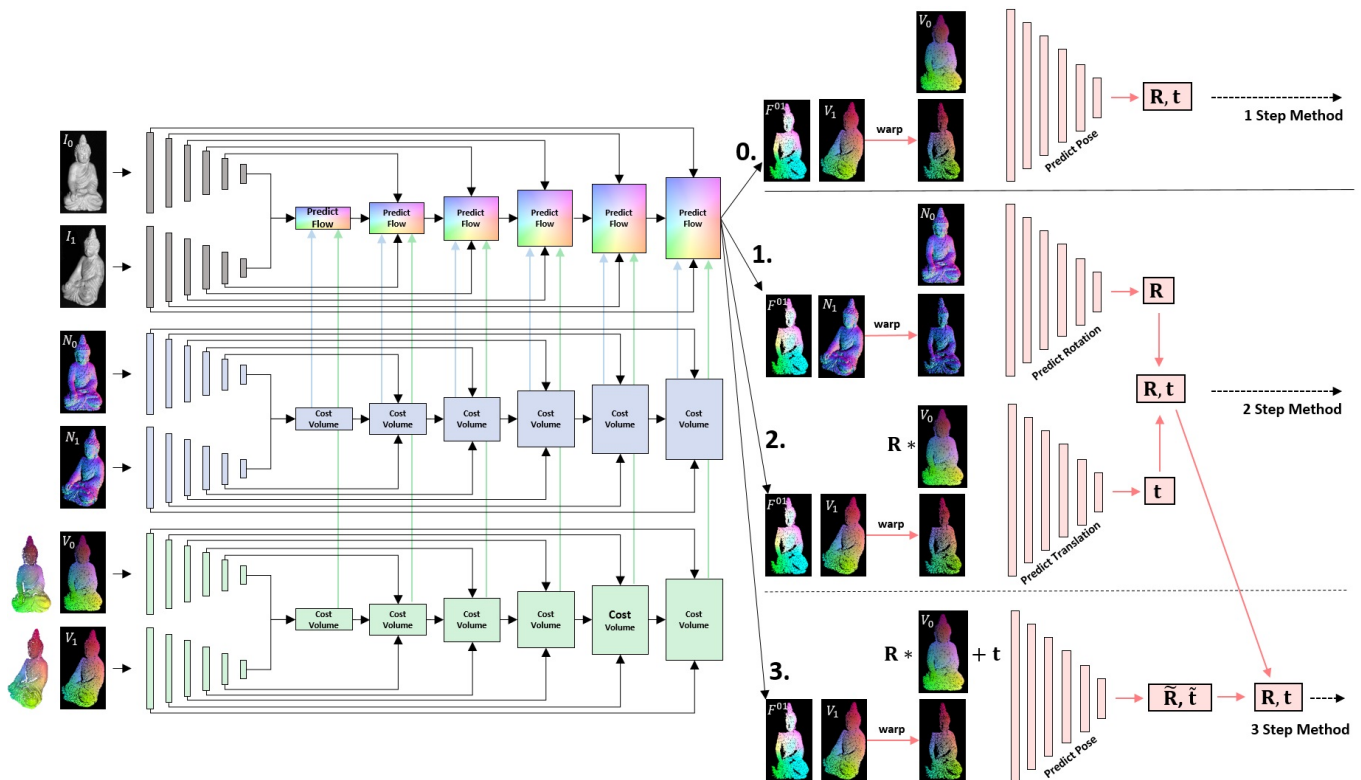 I₀
I₁
Predict
Flow
Predict
Flow
Predict
Flow
Predict
Flow
Predict
Flow
Predict
Flow
N₀
N₁
Cost
Volume
Cost
Volume
Cost
Volume
Cost
Volume
Cost
Volume
Cost
Volume
V₀
V₁
Cost
Volume
Cost
Volume
Cost
Volume
Cost
Volume
Cost
Volume
Cost
Volume
0.
F⁰¹
V₁
warp
V₀
Predict Pose
R, t
1 Step Method
1.
F⁰¹
N₁
warp
N₀
Predict Rotation
R
R, t
2 Step Method
2.
F⁰¹
V₁
warp
R *
V₀
Predict Translation
t
3.
F⁰¹
V₁
warp
R *
V₀
+ t
Predict Pose
R̃, t̃
R, t
3 Step Method